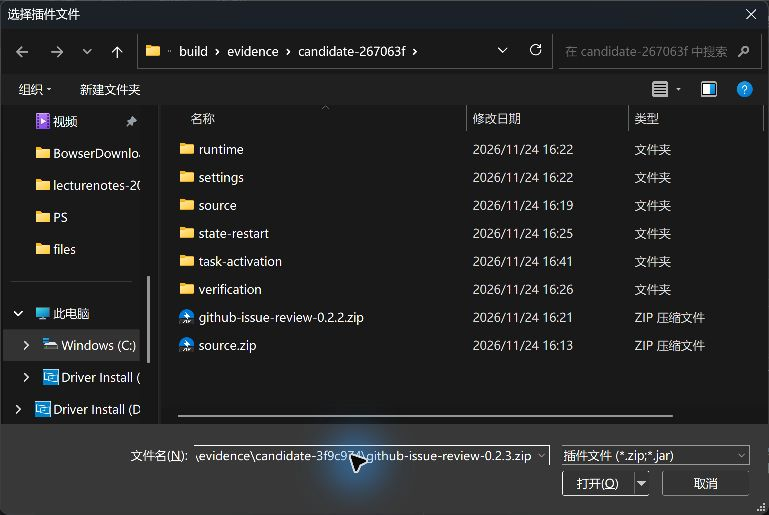 选择插件文件
build › evidence › candidate-267063f ›
在 candidate-267063f 中搜索
组织 新建文件夹
名称 修改日期 类型
视频
BowserDownlo
lecturenotes-20
PS
files
此电脑
Windows (C:)
Driver Install (
Driver Install (D
runtime 2026/11/24 16:22 文件夹
settings 2026/11/24 16:22 文件夹
source 2026/11/24 16:19 文件夹
state-restart 2026/11/24 16:25 文件夹
task-activation 2026/11/24 16:41 文件夹
verification 2026/11/24 16:26 文件夹
github-issue-review-0.2.2.zip 2026/11/24 16:21 ZIP 压缩文件
source.zip 2026/11/24 16:13 ZIP 压缩文件
文件名(N): \evidence\candidate-3f9c974\github-issue-review-0.2.3.zip
插件文件 (*.zip;*.jar)
打开(O) 取消